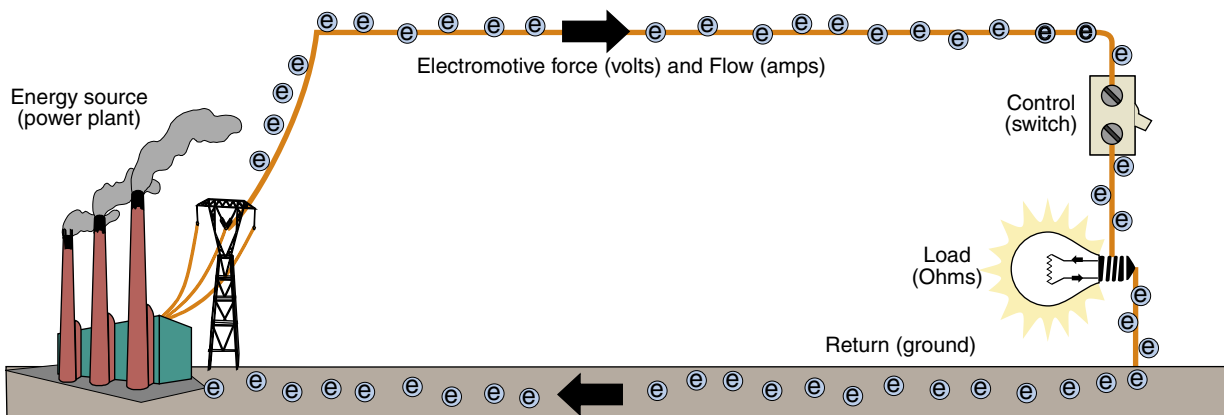 e e e e e e e e e e e e e e e e e
Electromotive force (volts) and Flow (amps)
e e e e
Energy source
(power plant)
Control
(switch)
e e e e
Load
(Ohms)
e e e
Return (ground)
e e e e e e e e e e e e e e e e e e e e